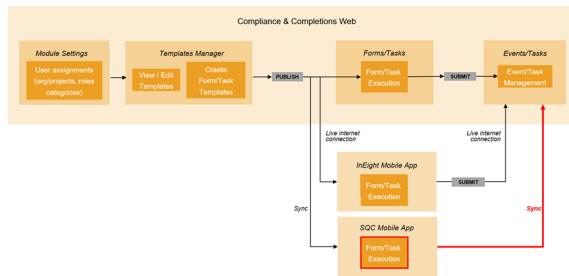 Compliance & Completions Web
Module Settings
User assignments
(org/projects, roles
categories)
Templates Manager
View / Edit
Templates
Create
Form/Task
Templates
PUBLISH
Forms/Tasks
Form/Task
Execution
SUBMIT
Events/Tasks
Event/Task
Management
Live internet
connection
Live internet
connection
InEight Mobile App
Form/Task
Execution
SUBMIT
Sync
SQC Mobile App
Form/Task
Execution
Sync